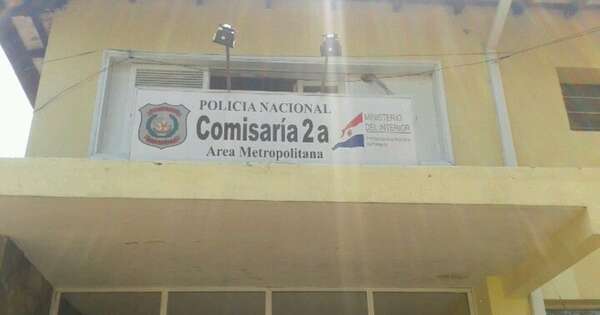 POLICIA NACIONAL
Comisaría 2a
Area Metropolitana
MINISTERIO
DEL INTERIOR